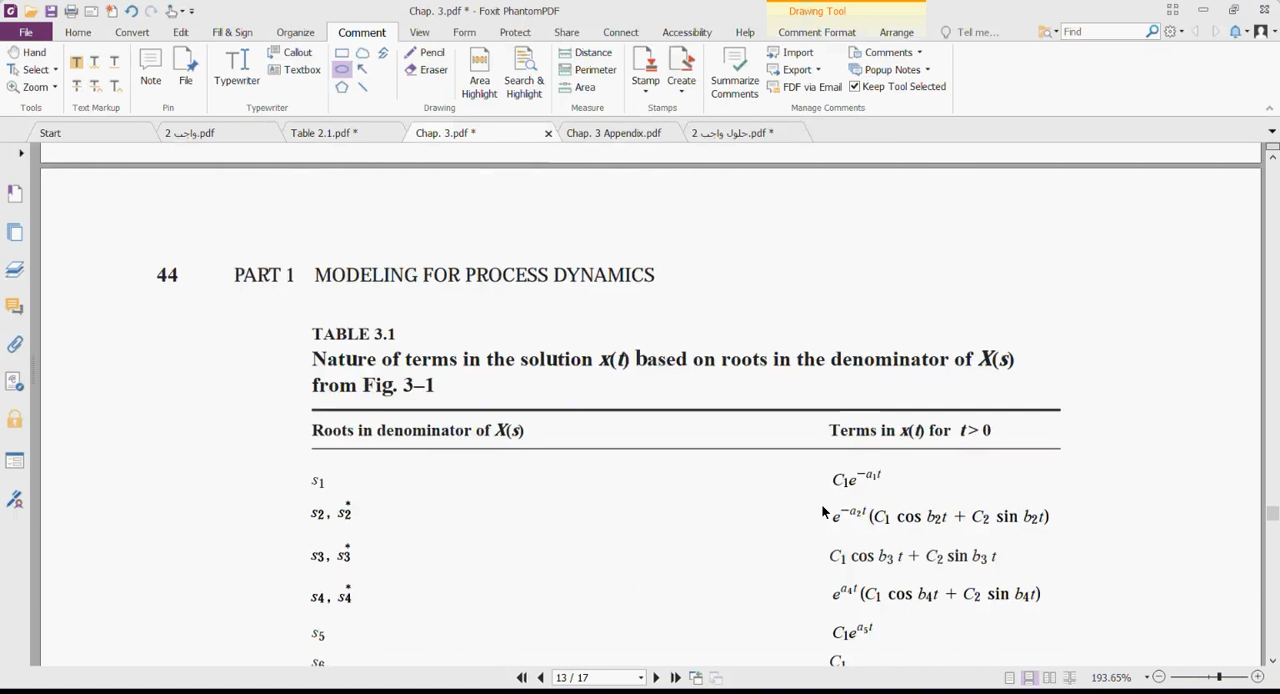 Chap. 3.pdf * - Foxit PhantomPDF
Drawing Tool
File Home Convert Edit Fill & Sign Organize Comment View Form Protect Share Connect Accessibility Help Comment Format Arrange Tell me... Find
Hand
Select
Zoom
Tools
Text Markup
Note
File
Pin
Typewriter
Callout
Textbox
Typewriter
Pencil
Eraser
Drawing
Area Highlight
Search & Highlight
Distance
Perimeter
Area
Measure
Stamp
Create
Stamps
Summarize Comments
Import
Export
FDF via Email
Comments
Popup Notes
Keep Tool Selected
Manage Comments
Start
واجب 2.pdf
Table 2.1.pdf *
Chap. 3.pdf *
Chap. 3 Appendix.pdf
حلول واجب 2.pdf *
44 PART 1 MODELING FOR PROCESS DYNAMICS
TABLE 3.1
Nature of terms in the solution x(t) based on roots in the denominator of X(s)
from Fig. 3–1
Roots in denominator of X(s) Terms in x(t) for t > 0
s₁ C₁e^{−a₁t}
s₂, s₂* e^{−a₂t}(C₁ cos b₂t + C₂ sin b₂t)
s₃, s₃* C₁ cos b₃ t + C₂ sin b₃ t
s₄, s₄* e^{a₄t}(C₁ cos b₄t + C₂ sin b₄t)
s₅ C₁e^{a₅t}
s₆ C₁
13 / 17
193.65%